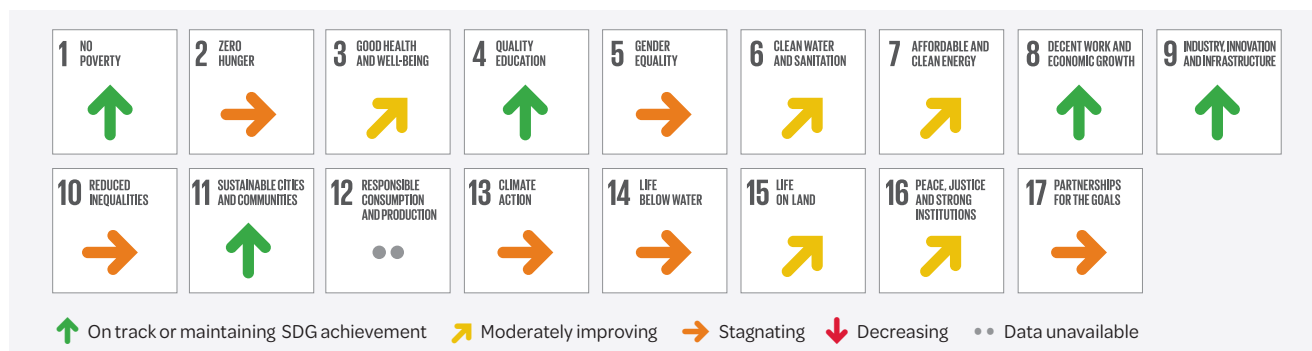 1 NO POVERTY
2 ZERO HUNGER
3 GOOD HEALTH AND WELL-BEING
4 QUALITY EDUCATION
5 GENDER EQUALITY
6 CLEAN WATER AND SANITATION
7 AFFORDABLE AND CLEAN ENERGY
8 DECENT WORK AND ECONOMIC GROWTH
9 INDUSTRY, INNOVATION AND INFRASTRUCTURE
10 REDUCED INEQUALITIES
11 SUSTAINABLE CITIES AND COMMUNITIES
12 RESPONSIBLE CONSUMPTION AND PRODUCTION
13 CLIMATE ACTION
14 LIFE BELOW WATER
15 LIFE ON LAND
16 PEACE, JUSTICE AND STRONG INSTITUTIONS
17 PARTNERSHIPS FOR THE GOALS
On track or maintaining SDG achievement
Moderately improving
Stagnating
Decreasing
Data unavailable